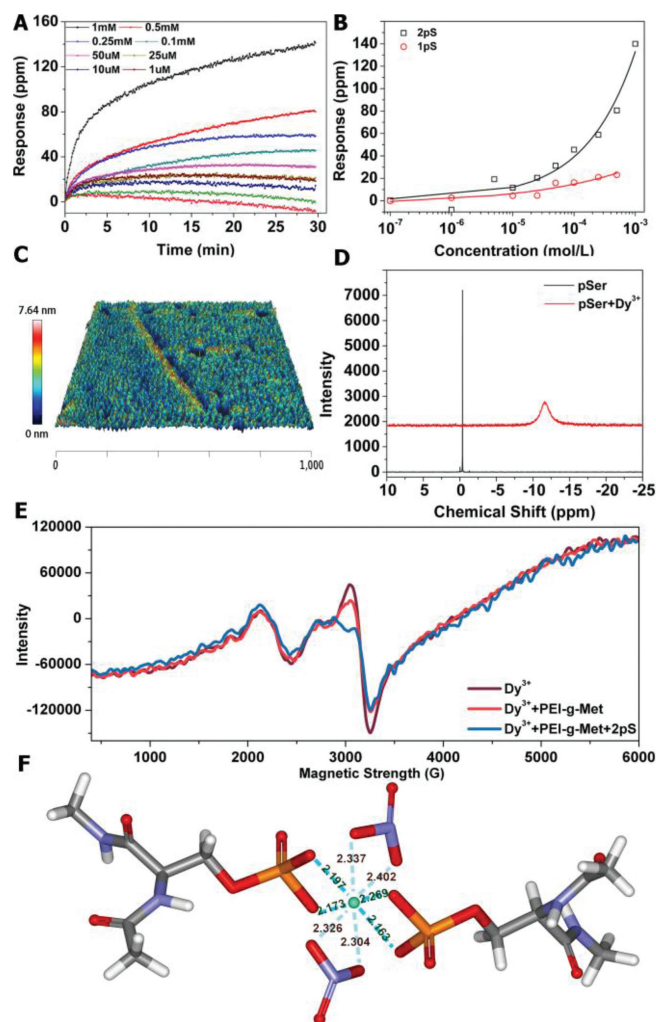 A
1mM 0.5mM
0.25mM 0.1mM
50uM 25uM
10uM 1uM
Response (ppm)
160
120
80
40
0
0 5 10 15 20 25 30
Time (min)
B
2pS
1pS
Response (ppm)
140
120
100
80
60
40
20
0
-20
10-7 10-6 10-5 10-4 10-3
Concentration (mol/L)
C
7.64 nm
0 nm
0 1,000
D
pSer
pSer+Dy3+
Intensity
7000
6000
5000
4000
3000
2000
1000
0
10 5 0 -5 -10 -15 -20 -25
Chemical Shift (ppm)
E
Intensity
120000
60000
0
-60000
-120000
Dy3+
Dy3+ +PEI-g-Met
Dy3+ +PEI-g-Met+2pS
1000 2000 3000 4000 5000 6000
Magnetic Strength (G)
F
2.337
2.402
2.197
2.269
2.173
2.163
2.326
2.304